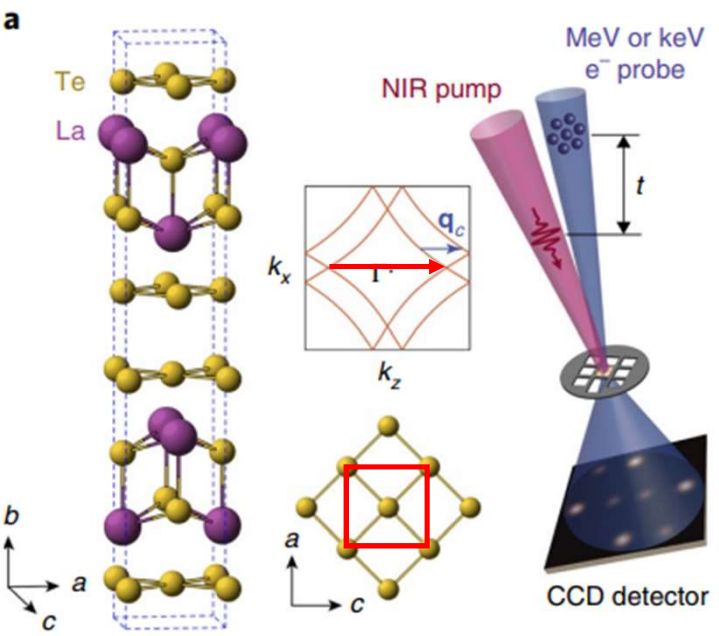 a
Te
La
b
a
c
k_x
q_c
Γ
k_z
a
c
NIR pump
MeV or keV
e⁻ probe
t
CCD detector